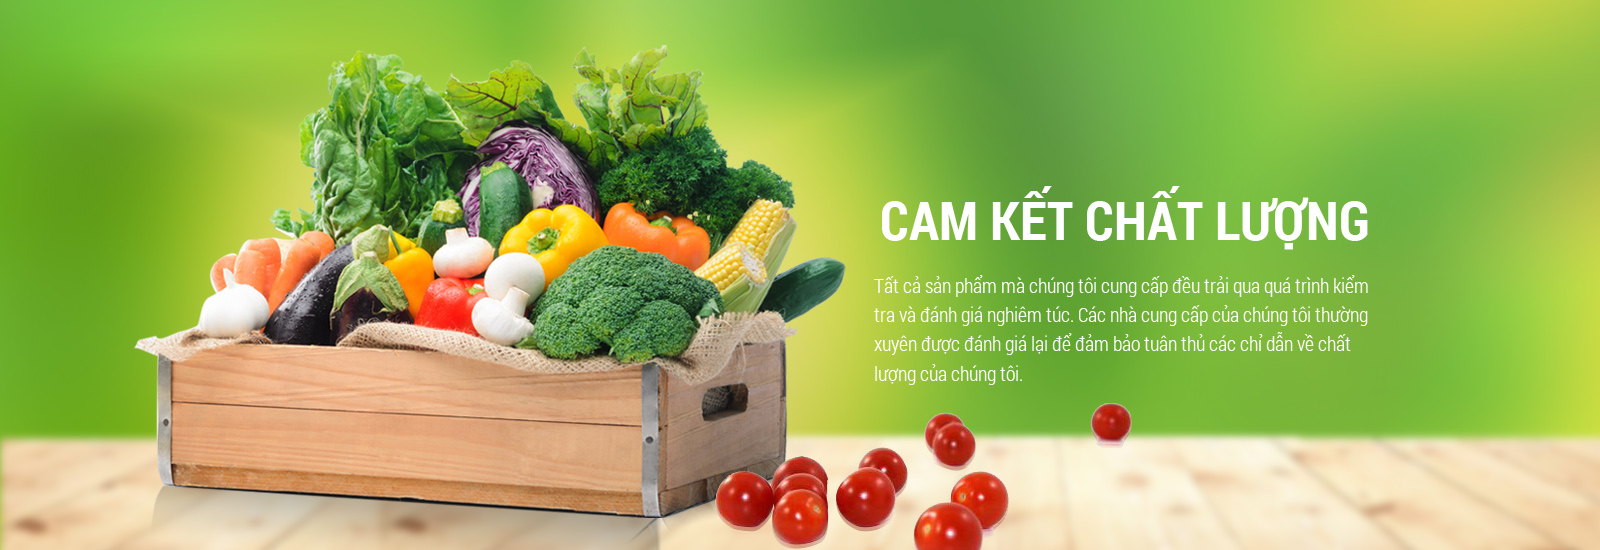 CAM KẾT CHẤT LƯỢNG
Tất cả sản phẩm mà chúng tôi cung cấp đều trải qua quá trình kiểm
tra và đánh giá nghiêm túc. Các nhà cung cấp của chúng tôi thường
xuyên được đánh giá lại để đảm bảo tuân thủ các chỉ dẫn về chất
lượng của chúng tôi.